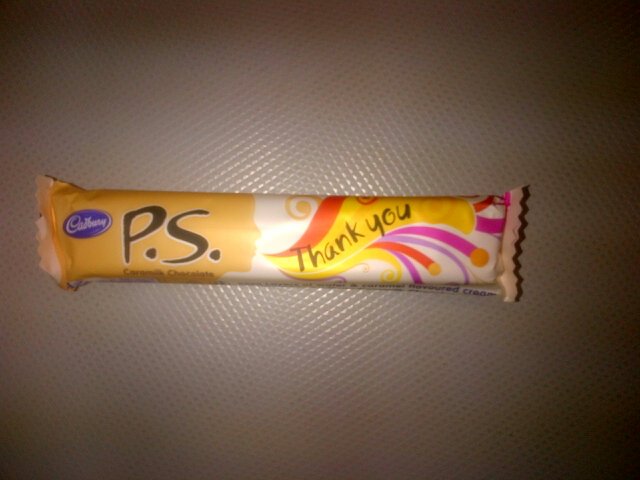 Cadbury
P.S.
Caramilk Chocolate
Thank you
& caramel flavoured cream